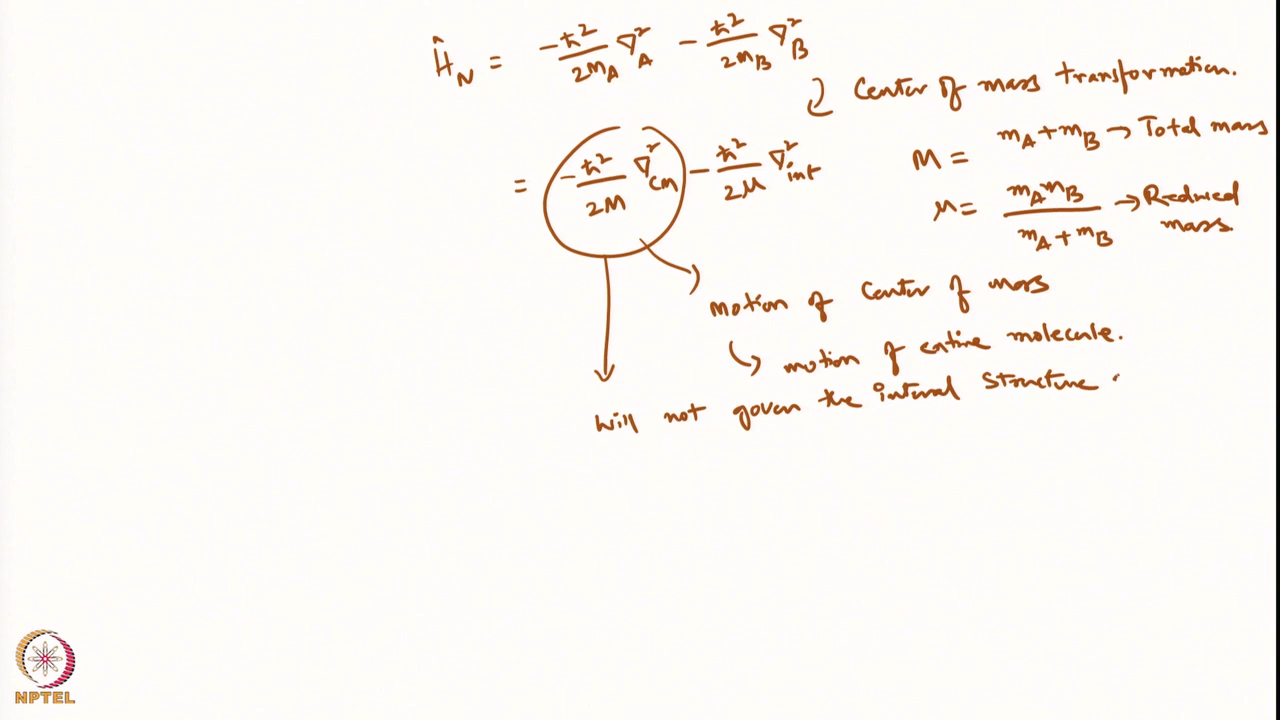 Ĥ_N = -ħ²/2m_A ∇²_A - ħ²/2m_B ∇²_B
Center of mass transformation.
= -ħ²/2M ∇²_CM - ħ²/2μ ∇²_int
M = m_A + m_B → Total mass
μ = m_A m_B / m_A + m_B → Reduced mass.
motion of Center of mass
motion of entire molecule.
will not goven the internal structure.
NPTEL